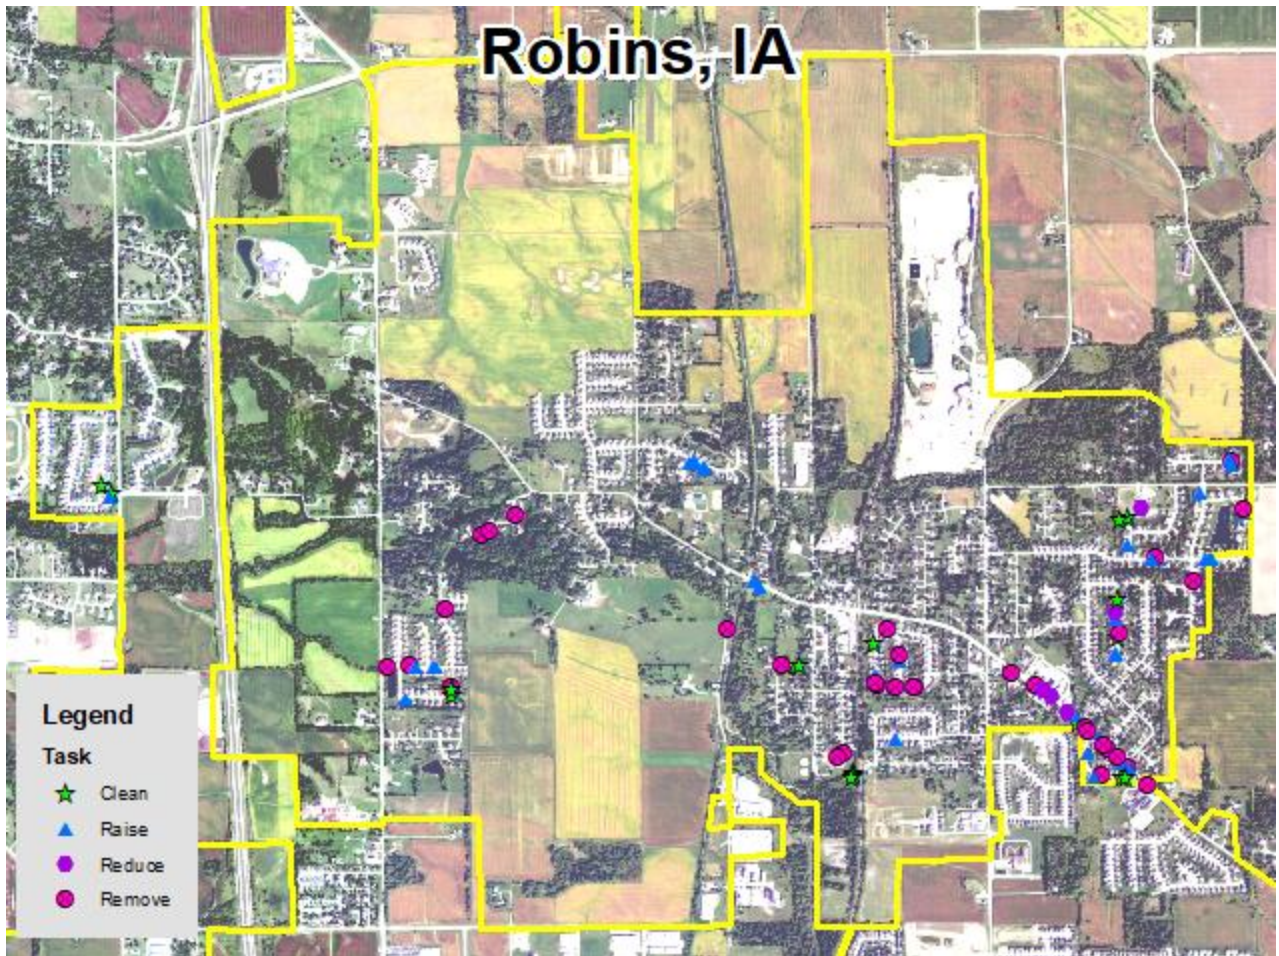 Robins, IA
Legend
Task
Clean
Raise
Reduce
Remove